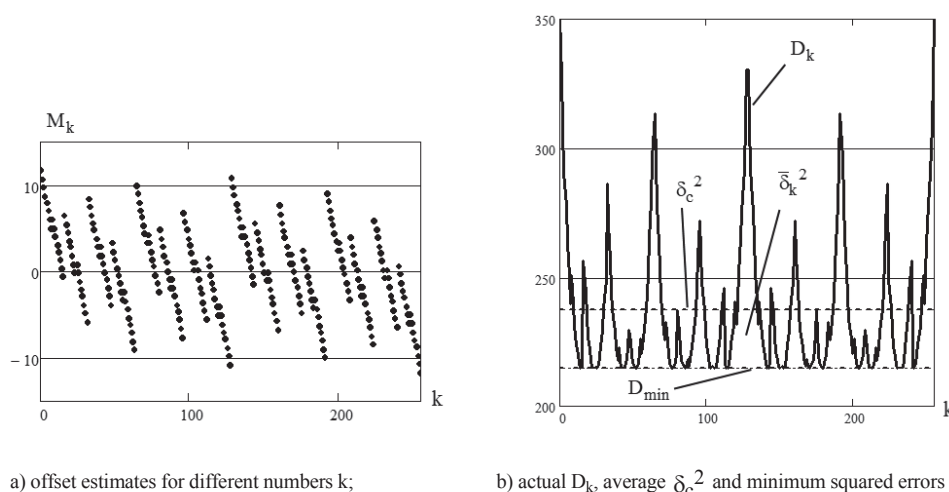 M_k
10
0
– 10
0
100
200
k
350
300
250
200
D_k
δ_c^2
δ̄_k^2
D_min
0
100
200
k
a) offset estimates for different numbers k;
b) actual D_k, average δ_c^2 and minimum squared errors